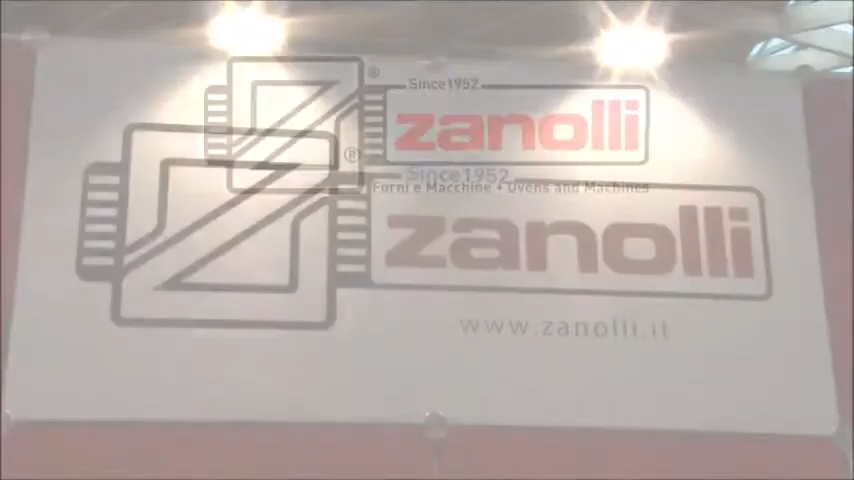 ®
Since1952
zanolli
®
Since1952
Forni e Macchine • Ovens and Machines
zanolli
www.zanolli.it